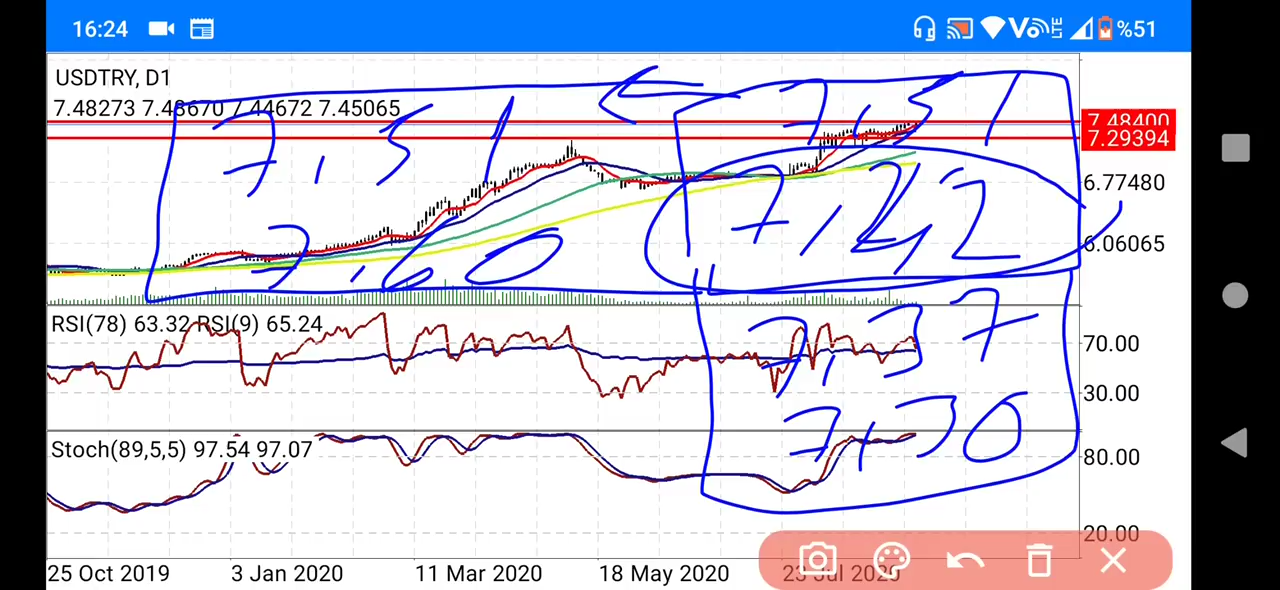 16:24 %51
USDTRY, D1
7.48273 7.48670 7.44672 7.45065
7.48400
7.29394
6.77480
6.06065
7,51
7,60
7,22
RSI(78) 63.32 RSI(9) 65.24
70.00
30.00
7,37
7,30
Stoch(89,5,5) 97.54 97.07
80.00
20.00
25 Oct 2019 3 Jan 2020 11 Mar 2020 18 May 2020 23 Jul 2020